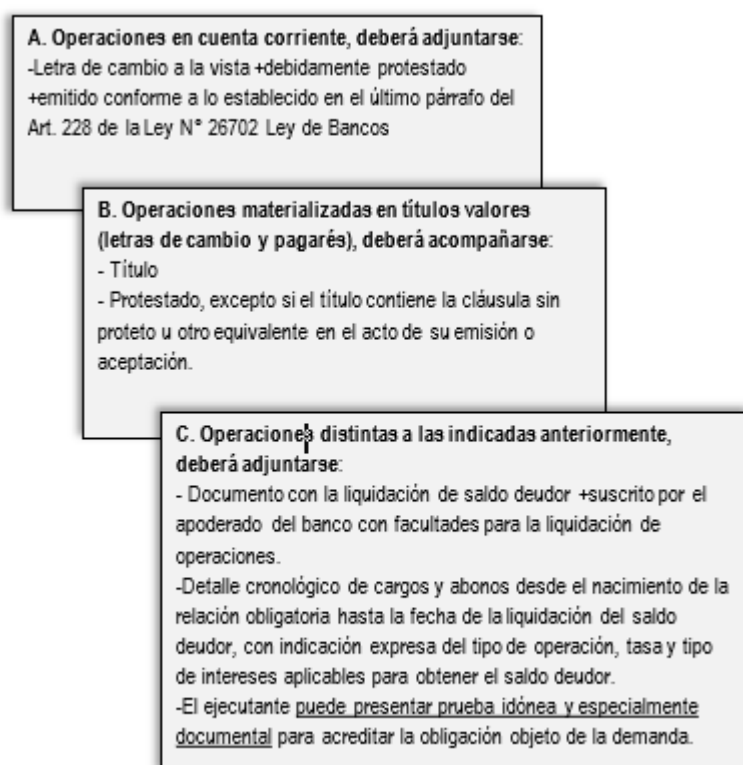 A. Operaciones en cuenta corriente, deberá adjuntarse:
-Letra de cambio a la vista +debidamente protestado
+emitido conforme a lo establecido en el último párrafo del
Art. 228 de la Ley N° 26702 Ley de Bancos
B. Operaciones materializadas en títulos valores
(letras de cambio y pagarés), deberá acompañarse:
- Título
- Protestado, excepto si el título contiene la cláusula sin
proteto u otro equivalente en el acto de su emisión o
aceptación.
C. Operaciones distintas a las indicadas anteriormente,
deberá adjuntarse:
- Documento con la liquidación de saldo deudor +suscrito por el
apoderado del banco con facultades para la liquidación de
operaciones.
-Detalle cronológico de cargos y abonos desde el nacimiento de la
relación obligatoria hasta la fecha de la liquidación del saldo
deudor, con indicación expresa del tipo de operación, tasa y tipo
de intereses aplicables para obtener el saldo deudor.
-El ejecutante puede presentar prueba idónea y especialmente
documental para acreditar la obligación objeto de la demanda.